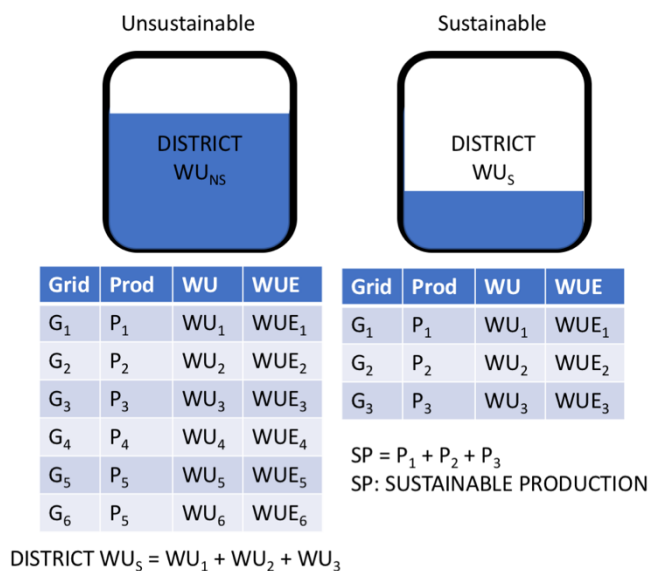 Unsustainable
Sustainable
DISTRICT
WU_NS
DISTRICT
WU_S
Grid Prod WU WUE
G₁ P₁ WU₁ WUE₁
G₂ P₂ WU₂ WUE₂
G₃ P₃ WU₃ WUE₃
G₄ P₄ WU₄ WUE₄
G₅ P₅ WU₅ WUE₅
G₆ P₅ WU₆ WUE₆
Grid Prod WU WUE
G₁ P₁ WU₁ WUE₁
G₂ P₂ WU₂ WUE₂
G₃ P₃ WU₃ WUE₃
SP = P₁ + P₂ + P₃
SP: SUSTAINABLE PRODUCTION
DISTRICT WU_S = WU₁ + WU₂ + WU₃